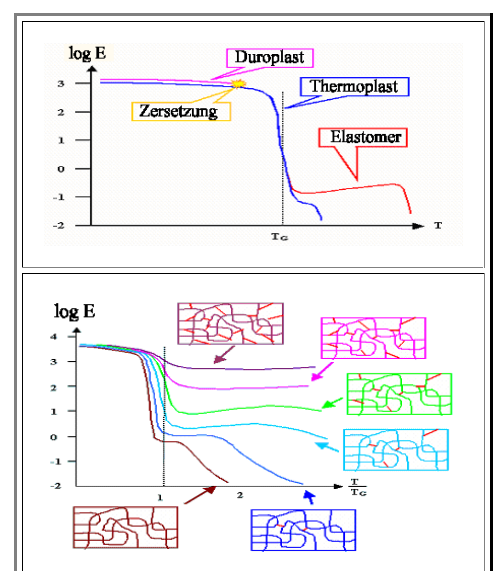 log E
Duroplast
3
Thermoplast
2
Zersetzung
1
Elastomer
0
-1
-2
T
TG
log E
4
3
2
1
0
-1
-2
1
2
T
TG